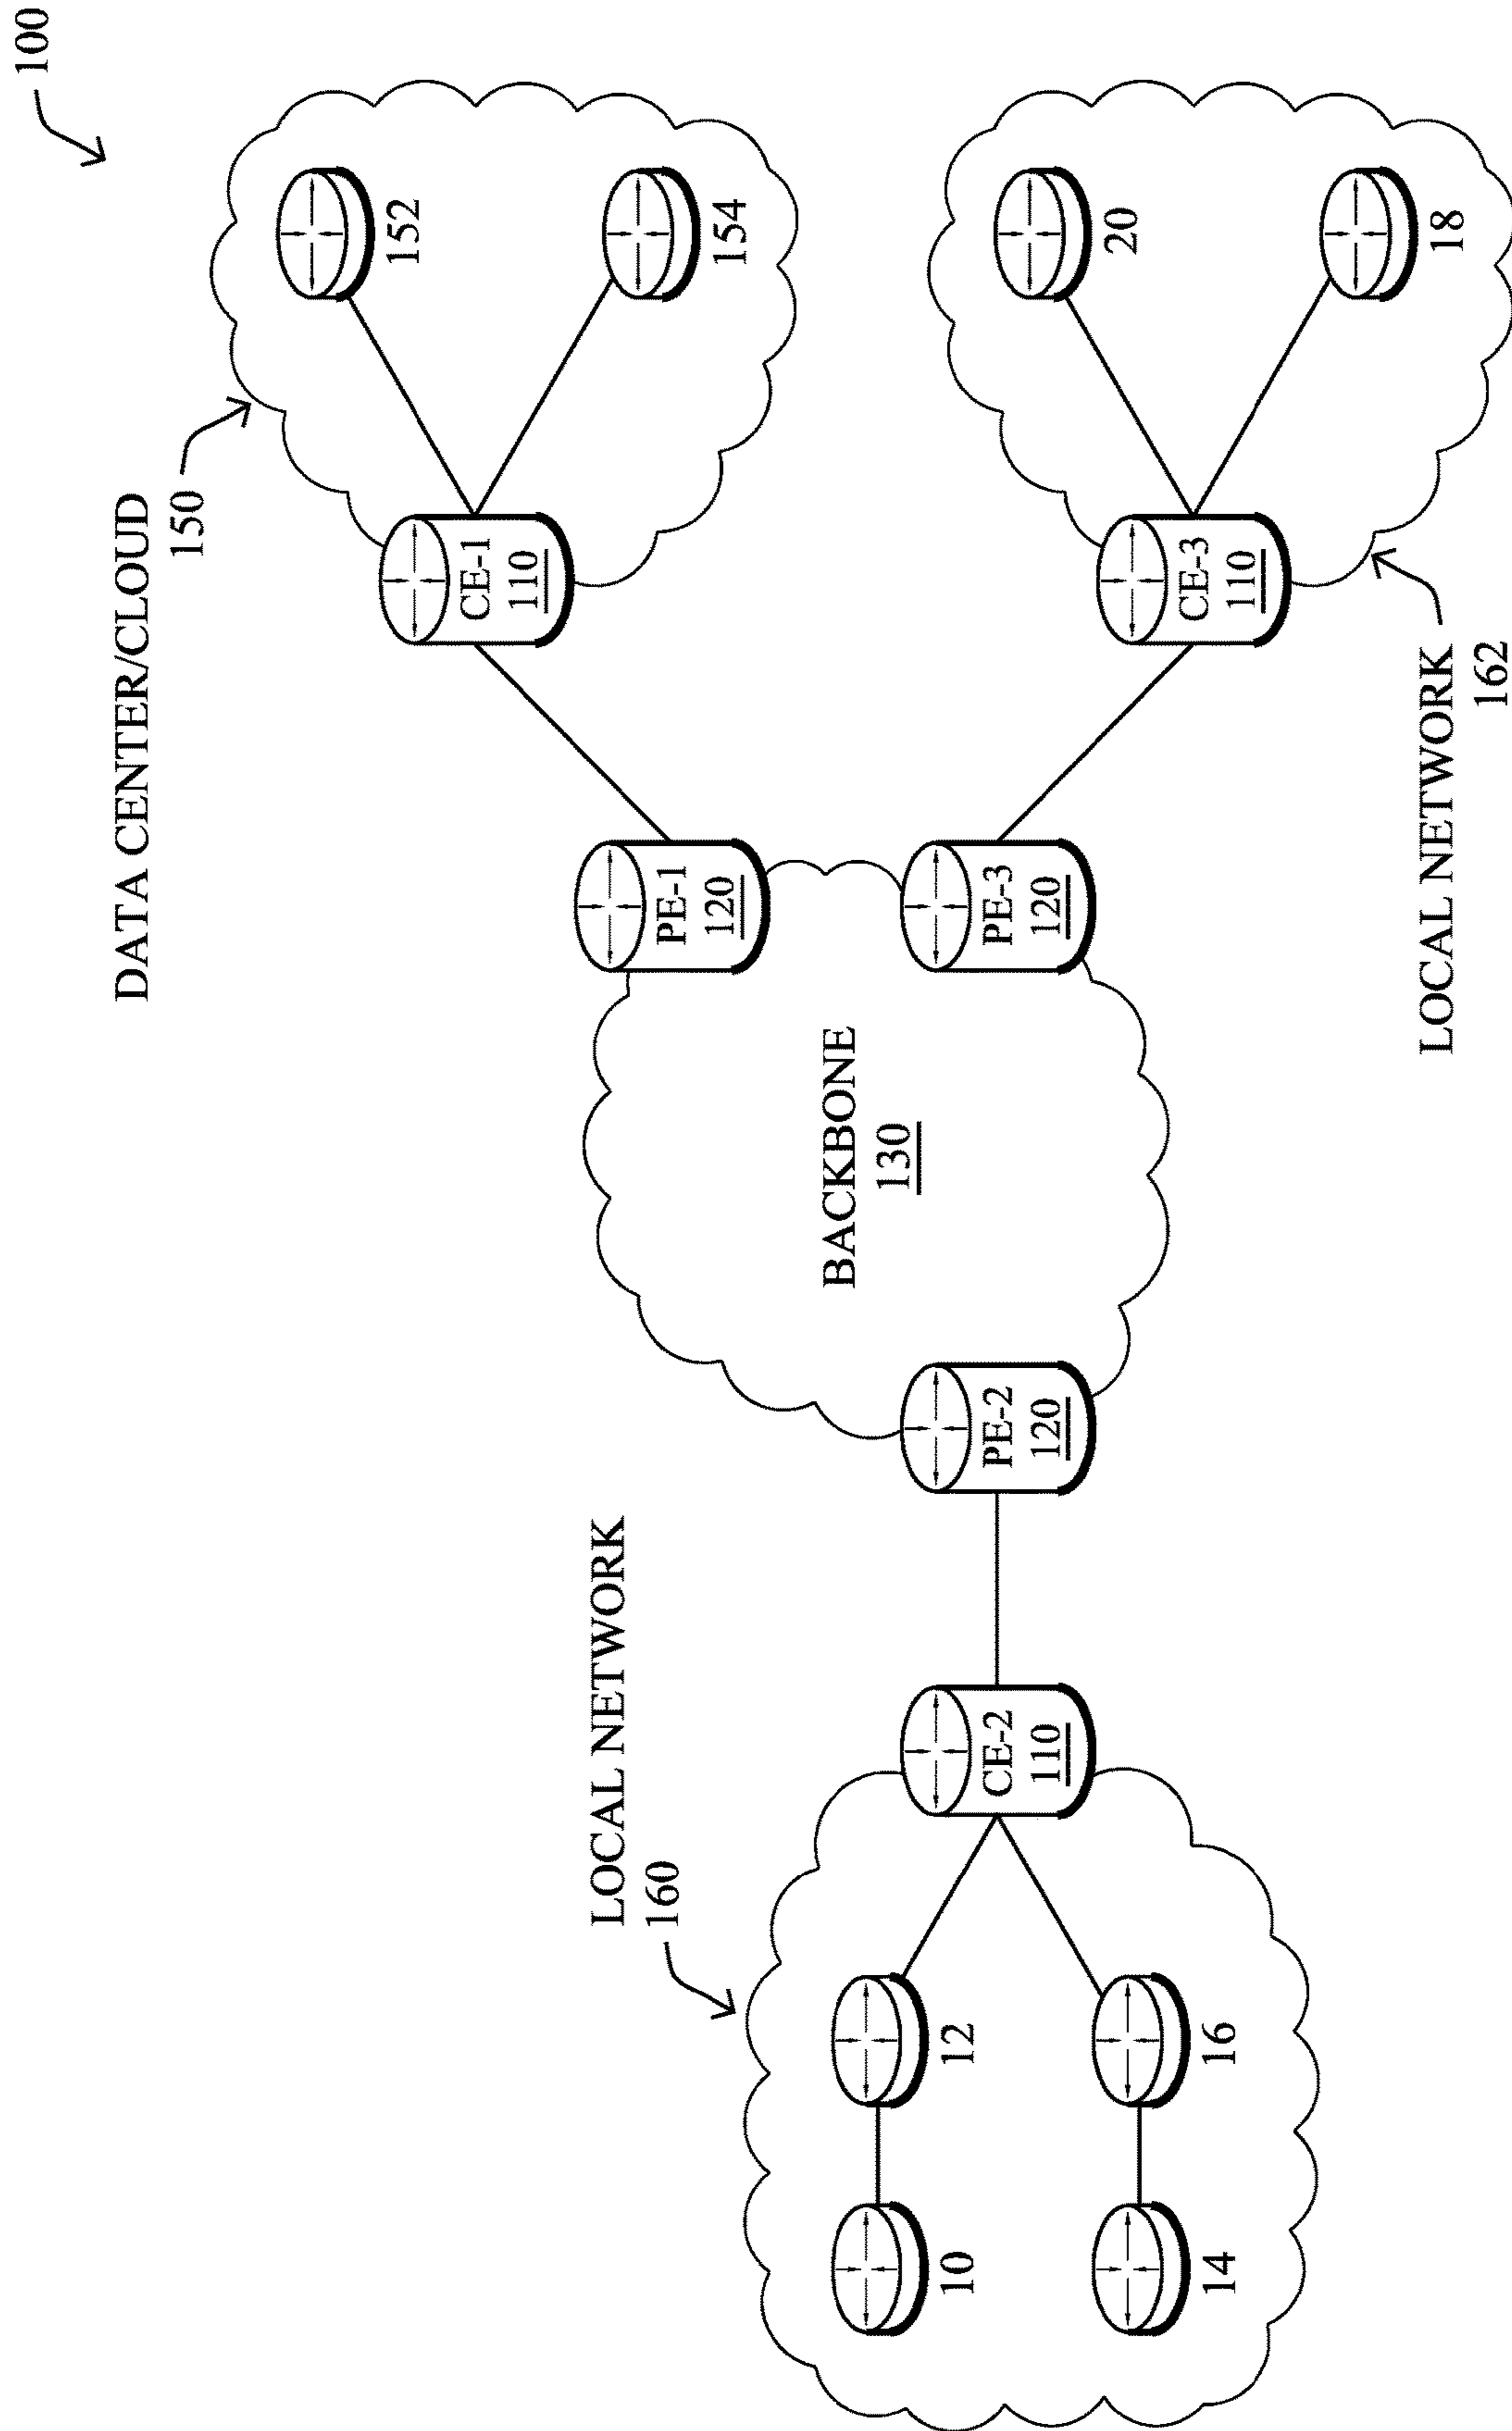 100
DATA CENTER/CLOUD
150
152
154
CE-1
110
PE-1
120
LOCAL NETWORK
160
BACKBONE
130
10
12
14
16
CE-2
110
PE-2
120
PE-3
120
CE-3
110
20
18
LOCAL NETWORK
162